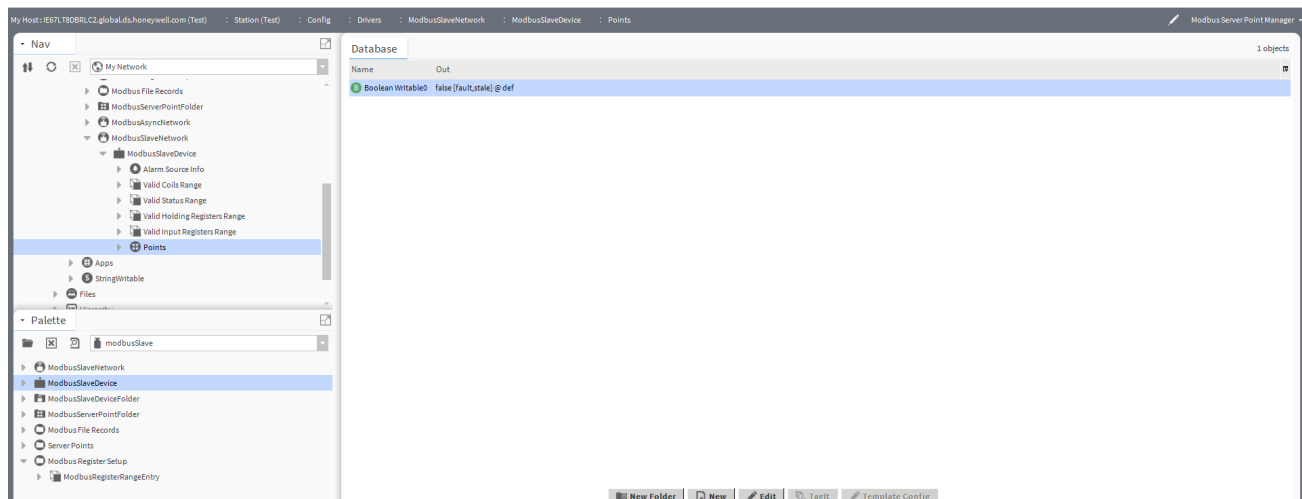 My Host : IE67LT8DBRLC2.global.ds.honeywell.com (Test) : Station (Test) : Config : Drivers : ModbusSlaveNetwork : ModbusSlaveDevice : Points Modbus Server Point Manager
Nav
My Network
Modbus File Records
ModbusServerPointFolder
ModbusAsyncNetwork
ModbusSlaveNetwork
ModbusSlaveDevice
Alarm Source Info
Valid Coils Range
Valid Status Range
Valid Holding Registers Range
Valid Input Registers Range
Points
Apps
StringWritable
Files
Hierarchy
Palette
modbusSlave
ModbusSlaveNetwork
ModbusSlaveDevice
ModbusSlaveDeviceFolder
ModbusServerPointFolder
Modbus File Records
Server Points
Modbus Register Setup
ModbusRegisterRangeEntry
Database 1 objects
Name Out
Boolean Writable0 false {fault,stale} @ def
New Folder New Edit TagIt Template Config